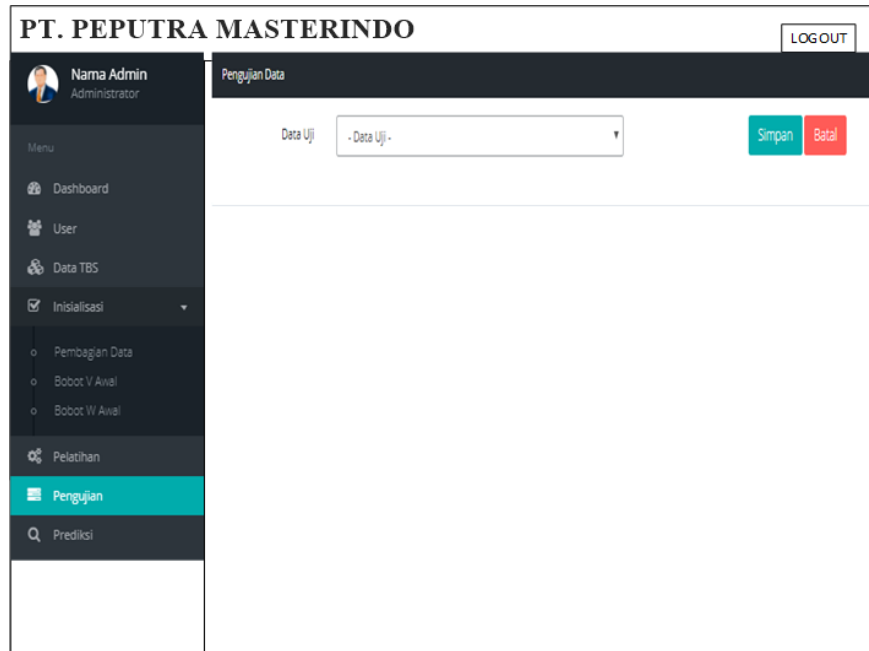 PT. PEPUTRA MASTERINDO
LOGOUT
Nama Admin
Administrator
Menu
Dashboard
User
Data TBS
Inisialisasi
Pembagian Data
Bobot V Awal
Bobot W Awal
Pelatihan
Pengujian
Prediksi
Pengujian Data
Data Uji
- Data Uji -
Simpan
Batal